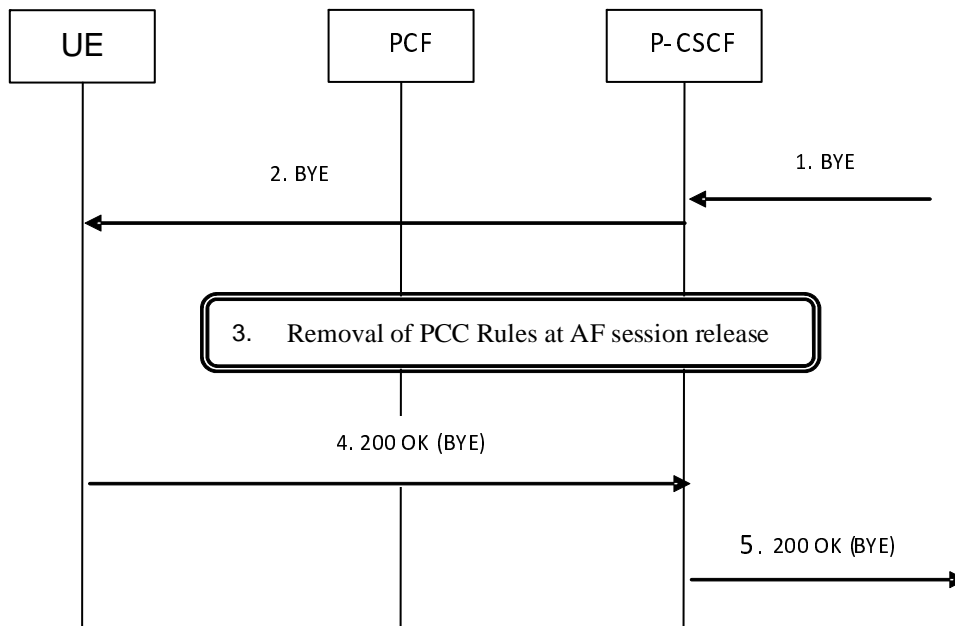 UE
PCF
P-CSCF
1. BYE
2. BYE
3. Removal of PCC Rules at AF session release
4. 200 OK (BYE)
5. 200 OK (BYE)